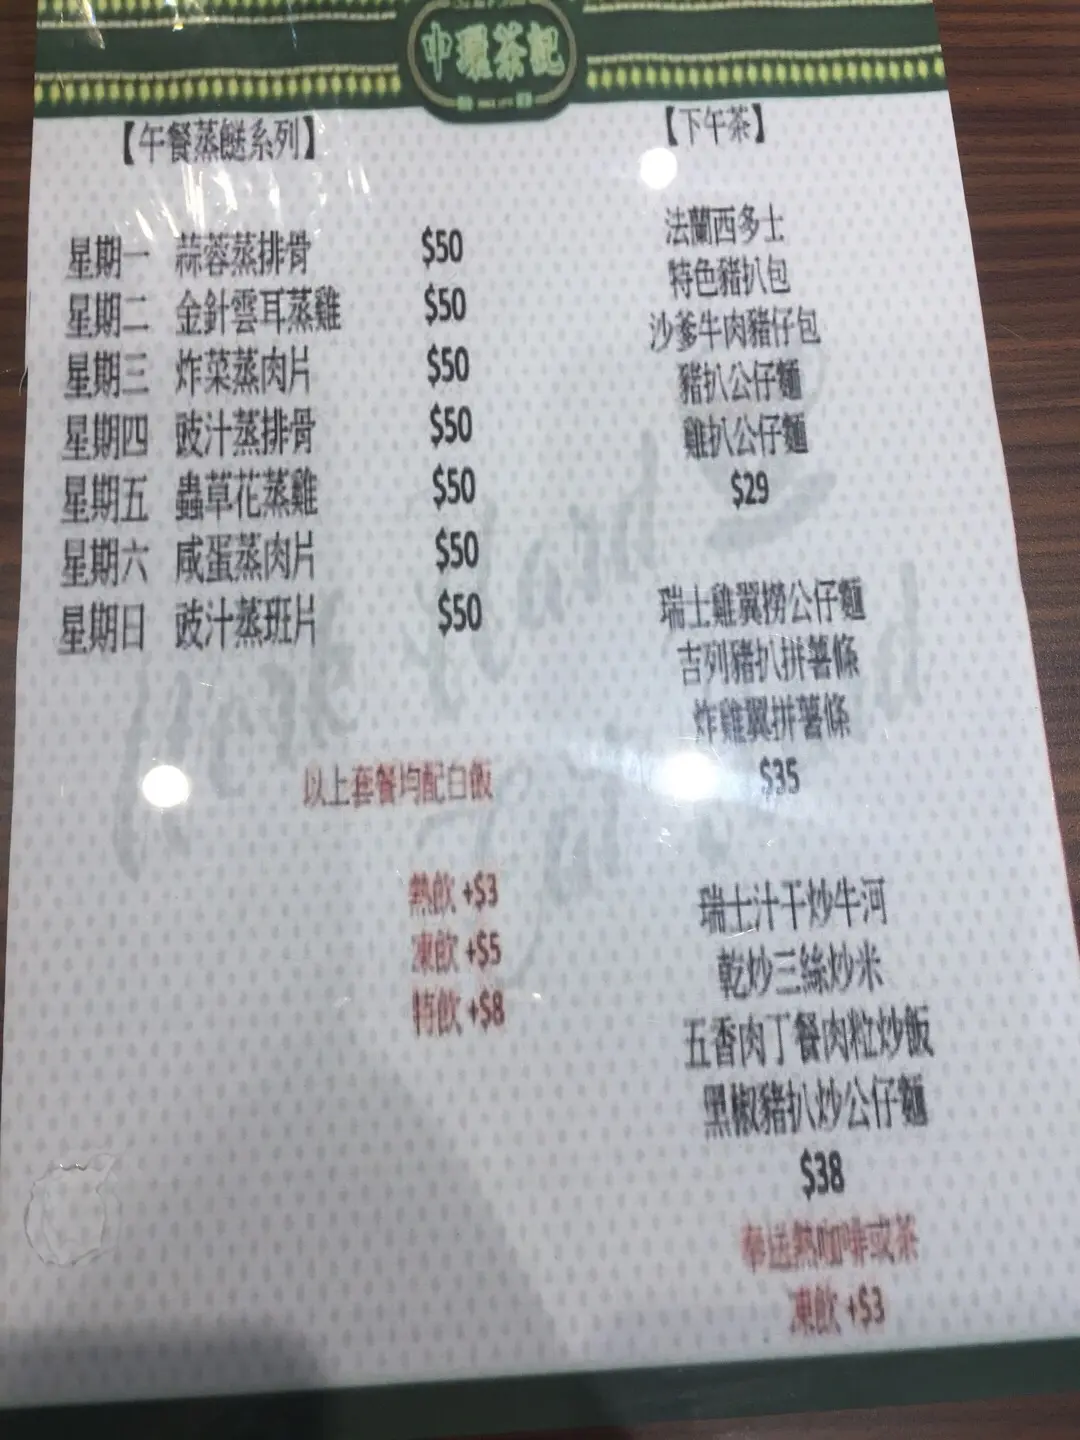 中環茶記
【午餐蒸餸系列】
星期一 蒜蓉蒸排骨 $50
星期二 金針雲耳蒸雞 $50
星期三 炸菜蒸肉片 $50
星期四 豉汁蒸排骨 $50
星期五 蟲草花蒸雞 $50
星期六 咸蛋蒸肉片 $50
星期日 豉汁蒸班片 $50
以上套餐均配白飯
熱飲 +$3
凍飲 +$5
特飲 +$8
【下午茶】
法蘭西多士
特色豬扒包
沙爹牛肉豬仔包
豬扒公仔麵
雞扒公仔麵
$29
瑞士雞翼撈公仔麵
吉列豬扒拼薯條
炸雞翼拼薯條
$35
瑞士汁干炒牛河
乾炒三絲炒米
五香肉丁餐肉粒炒飯
黑椒豬扒炒公仔麵
$38
奉送熱咖啡或茶
凍飲 +$3